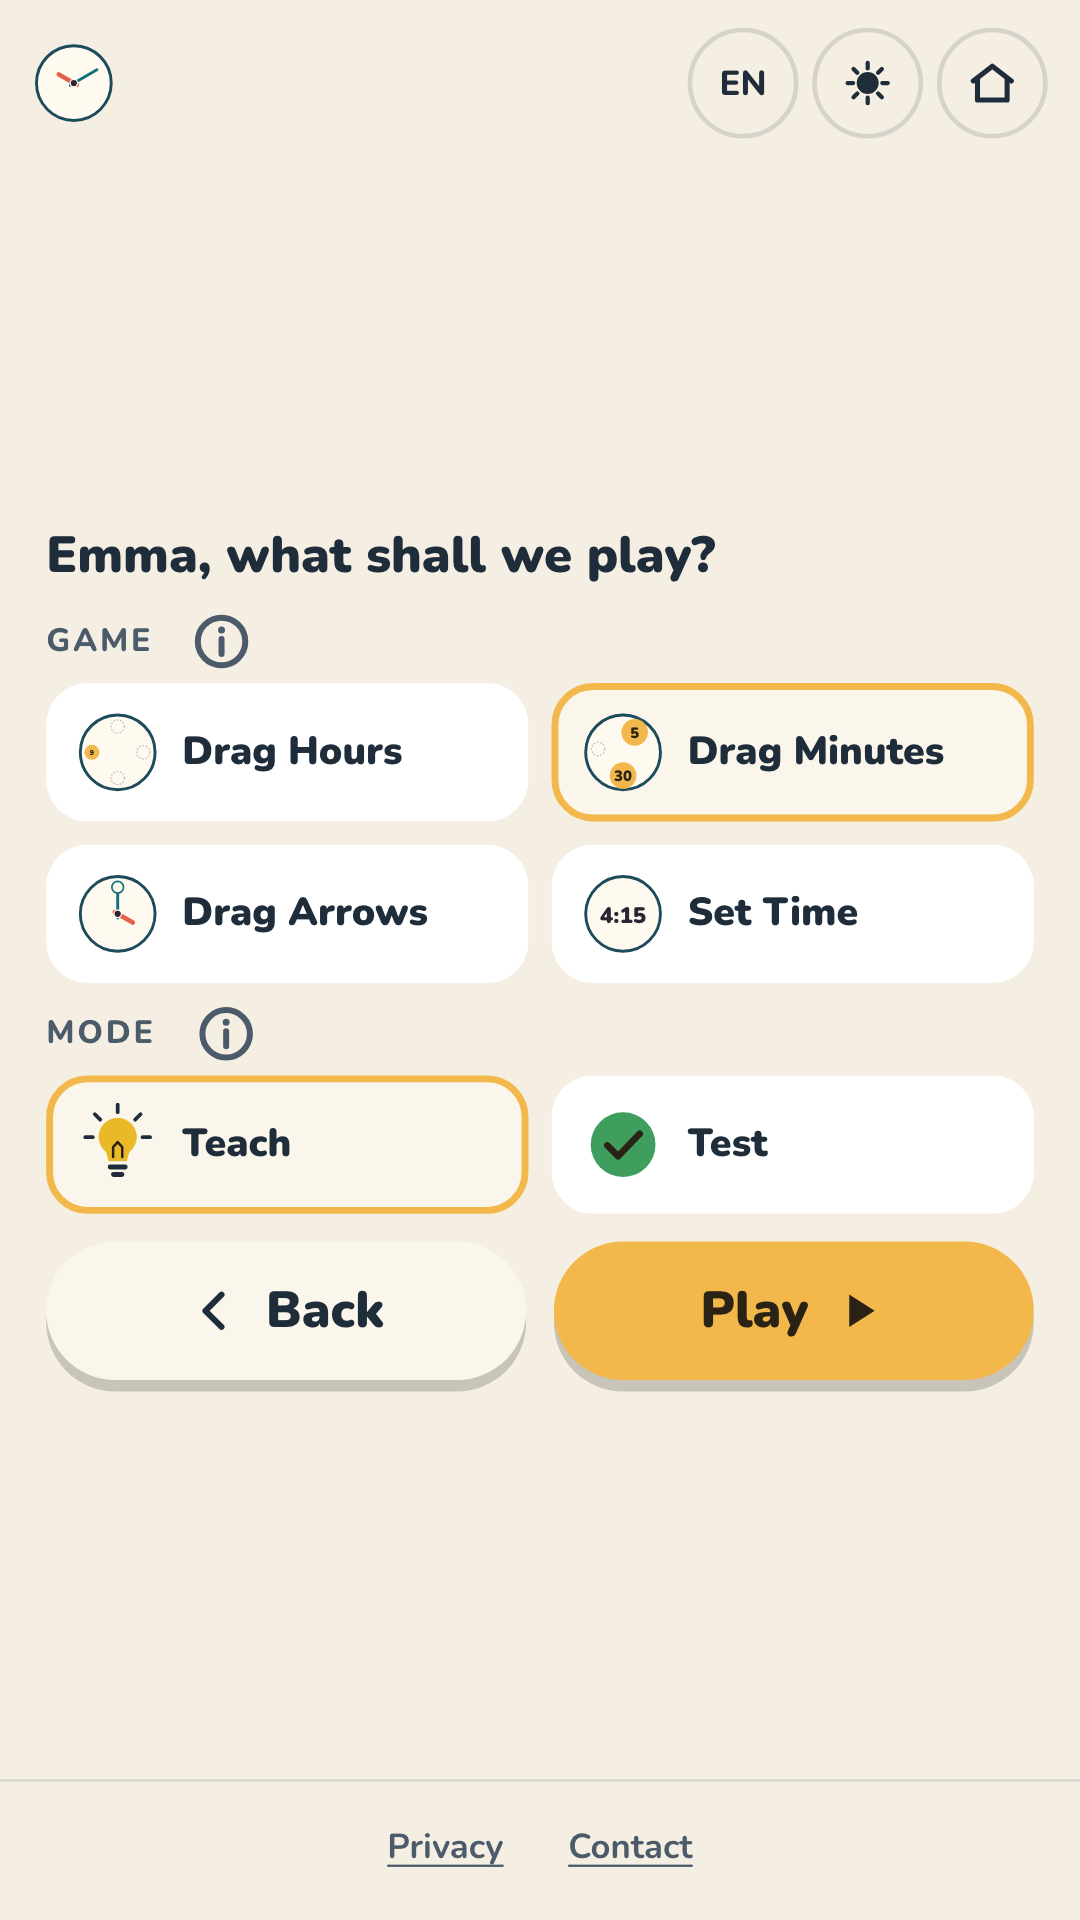 EN
Emma, what shall we play?
GAME
9
Drag Hours
5
30
Drag Minutes
Drag Arrows
4:15
Set Time
MODE
Teach
Test
Back
Play
Privacy
Contact